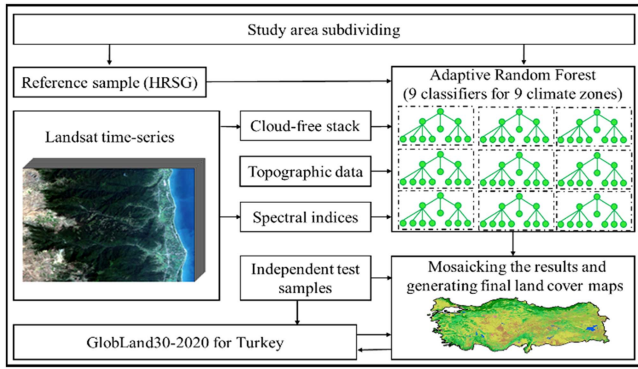 Study area subdividing
Reference sample (HRSG)
Adaptive Random Forest
(9 classifiers for 9 climate zones)
Landsat time-series
Cloud-free stack
Topographic data
Spectral indices
Independent test
samples
Mosaicking the results and
generating final land cover maps
GlobLand30-2020 for Turkey